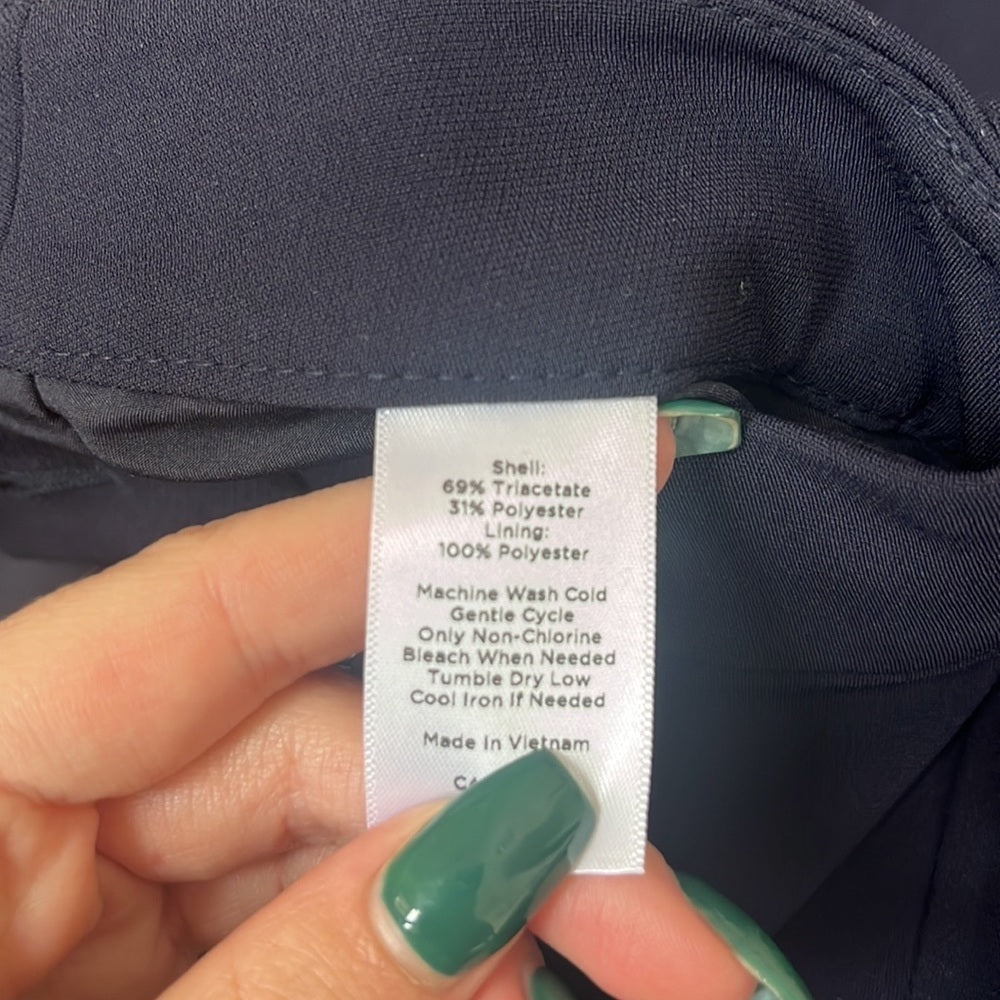 Shell:
69% Triacetate
31% Polyester
Lining:
100% Polyester
Machine Wash Cold
Gentle Cycle
Only Non-Chlorine
Bleach When Needed
Tumble Dry Low
Cool Iron If Needed
Made In Vietnam